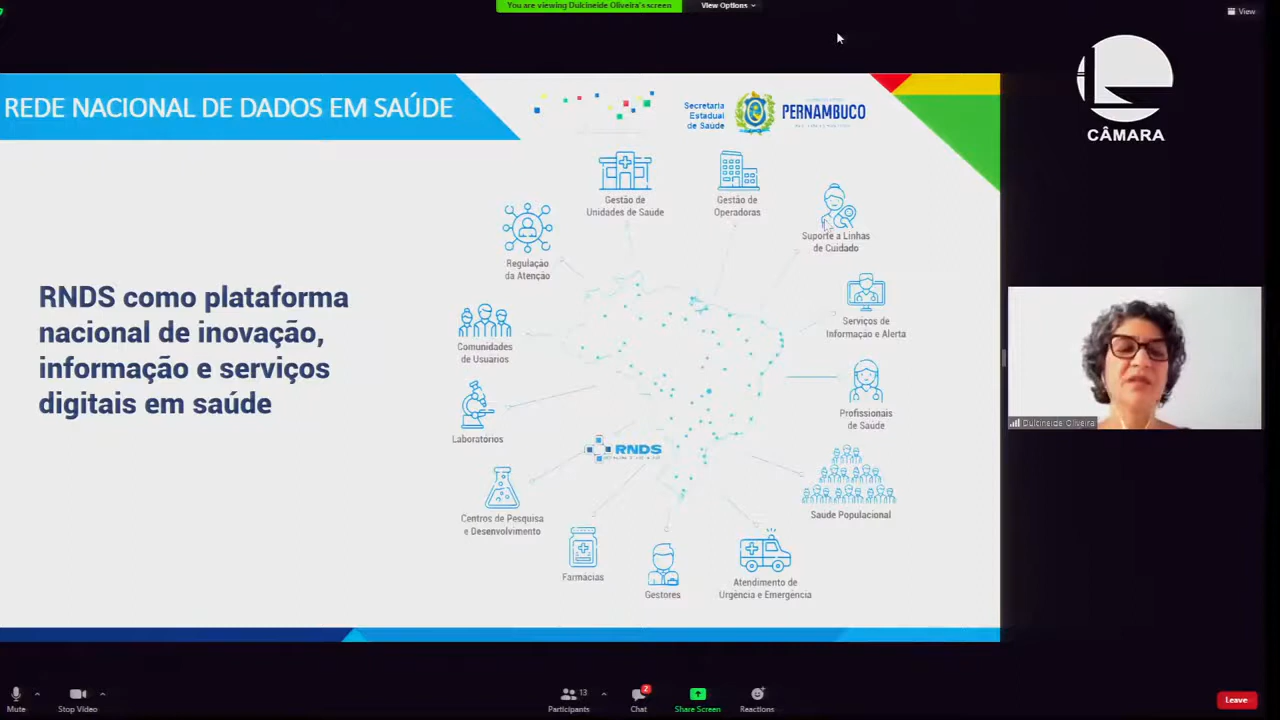 You are viewing Dulcineide Oliveira's screen
View Options
View
CÂMARA
REDE NACIONAL DE DADOS EM SAÚDE
Secretaria
Estadual
de Saúde
PERNAMBUCO
RNDS como plataforma
nacional de inovação,
informação e serviços
digitais em saúde
Gestão de
Unidades de Saúde
Gestão de
Operadoras
Suporte a Linhas
de Cuidado
Regulação
da Atenção
Serviços de
Informação e Alerta
Comunidades
de Usuários
Profissionais
de Saúde
Laboratórios
RNDS
Saúde Populacional
Centros de Pesquisa
e Desenvolvimento
Farmácias
Gestores
Atendimento de
Urgência e Emergência
Dulcineide Oliveira
Mute
Stop Video
Participants
13
Chat
2
Share Screen
Reactions
Leave